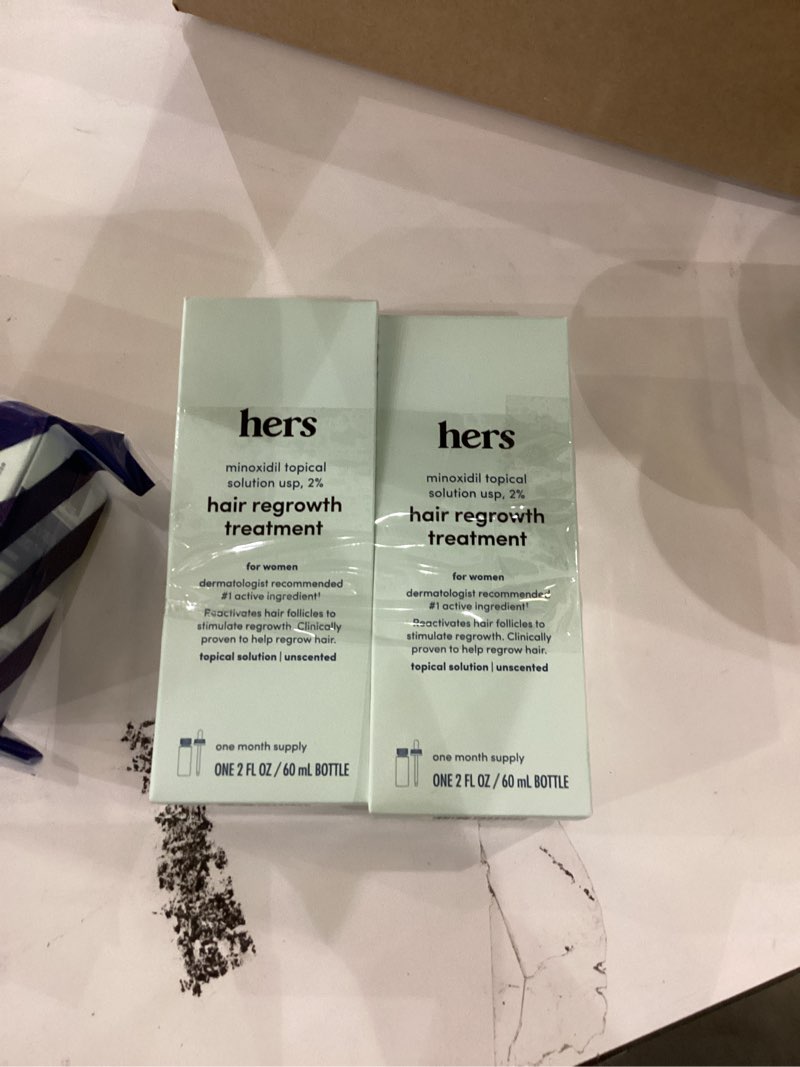 hers
minoxidil topical
solution usp, 2%
hair regrowth
treatment
for women
dermatologist recommended
#1 active ingredient†
Reactivates hair follicles to
stimulate regrowth. Clinically
proven to help regrow hair.
topical solution | unscented
one month supply
ONE 2 FL OZ / 60 mL BOTTLE
hers
minoxidil topical
solution usp, 2%
hair regrowth
treatment
for women
dermatologist recommended
#1 active ingredient†
Reactivates hair follicles to
stimulate regrowth. Clinically
proven to help regrow hair.
topical solution | unscented
one month supply
ONE 2 FL OZ / 60 mL BOTTLE